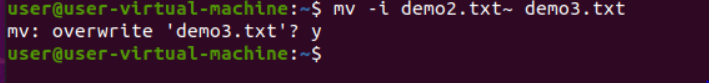 user@user-virtual-machine:~$ mv -i demo2.txt~ demo3.txt
mv: overwrite 'demo3.txt'? y
user@user-virtual-machine:~$